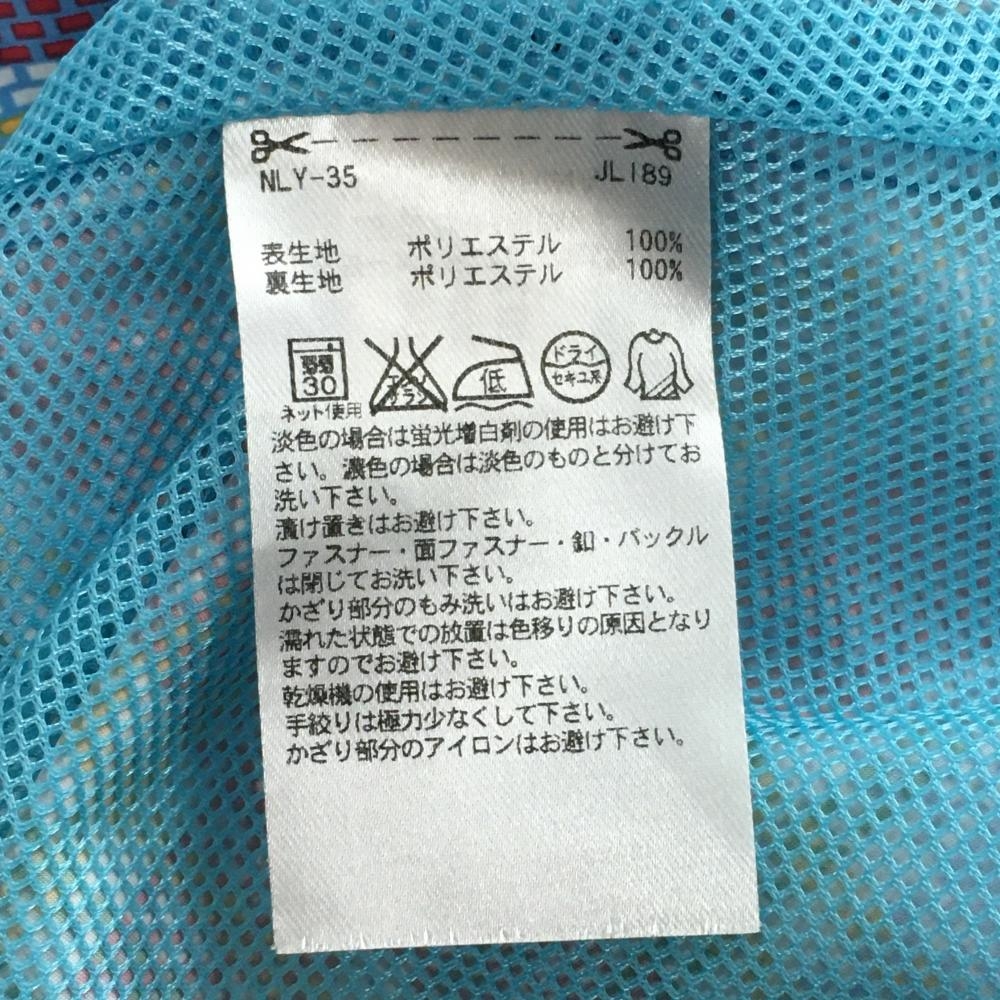 NLY-35 JL189
表生地 ポリエステル 100%
裏生地 ポリエステル 100%
弱
30
ネット使用
エンソ
サラシ
低
ドライ
セキユ系
淡色の場合は蛍光増白剤の使用はお避け下
さい。濃色の場合は淡色のものと分けてお
洗い下さい。
漬け置きはお避け下さい。
ファスナー・面ファスナー・釦・バックル
は閉じてお洗い下さい。
かざり部分のもみ洗いはお避け下さい。
濡れた状態での放置は色移りの原因となり
ますのでお避け下さい。
乾燥機の使用はお避け下さい。
手絞りは極力少なくして下さい。
かざり部分のアイロンはお避け下さい。